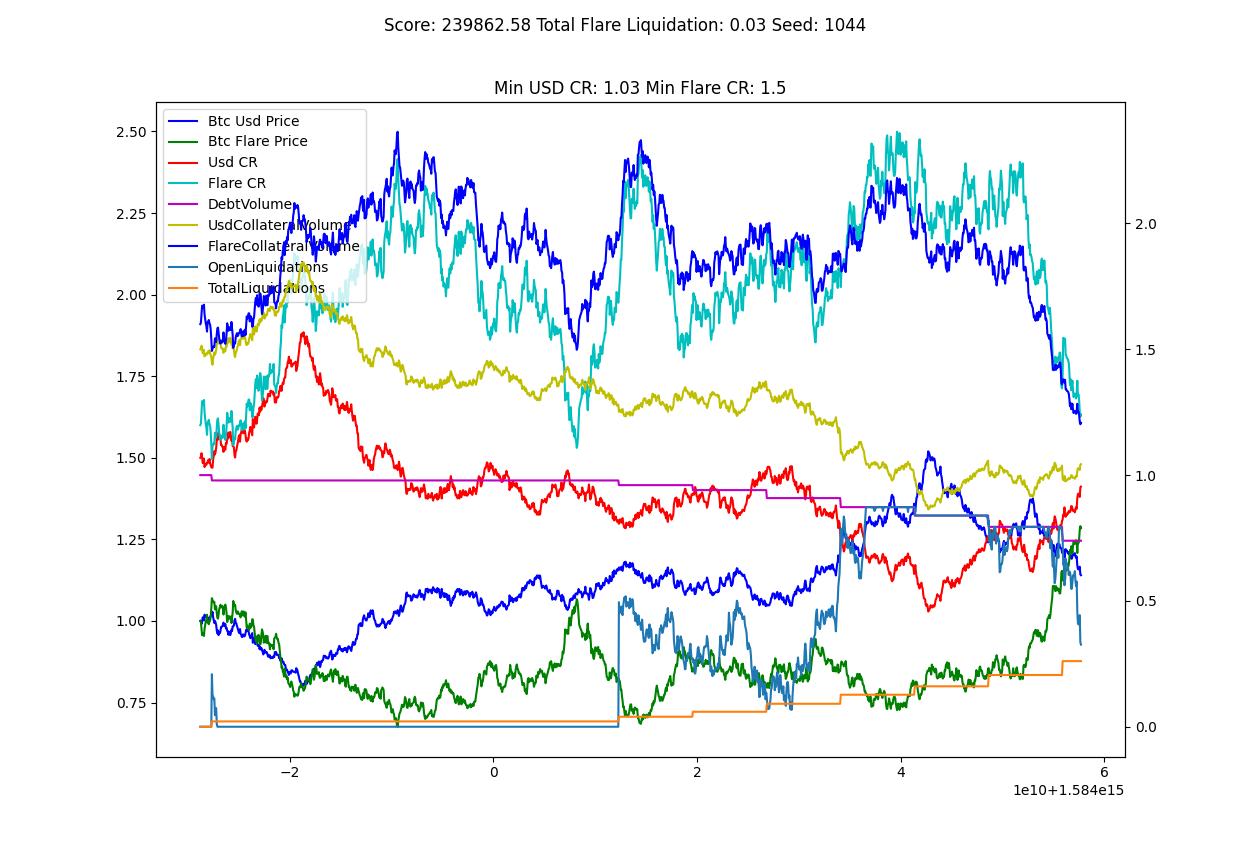 Score: 239862.58 Total Flare Liquidation: 0.03 Seed: 1044
Min USD CR: 1.03 Min Flare CR: 1.5
Btc Usd Price
Btc Flare Price
Usd CR
Flare CR
DebtVolume
UsdCollateralVolume
FlareCollateralVolume
OpenLiquidations
TotalLiquidations
2.50
2.25
2.00
1.75
1.50
1.25
1.00
0.75
2.0
1.5
1.0
0.5
0.0
−2
0
2
4
6
1e10+1.584e15